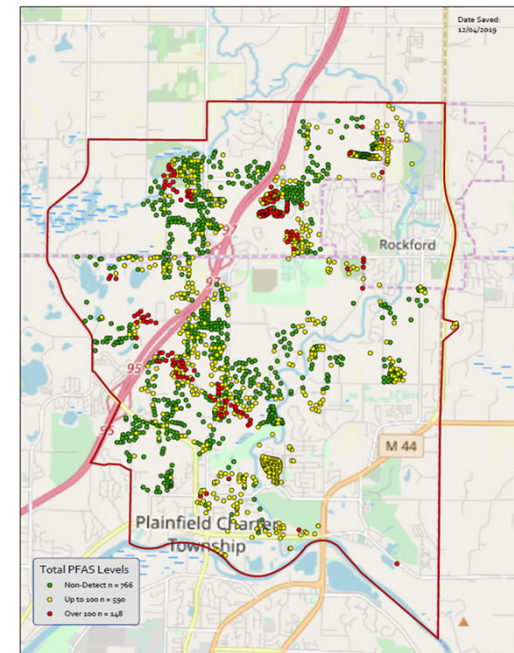 Date Saved:
12/04/2019
97
Rockford
95
95
M 44
Plainfield Charter
Township
Total PFAS Levels
Non-Detect n = 766
Up to 100 n = 590
Over 100 n = 148